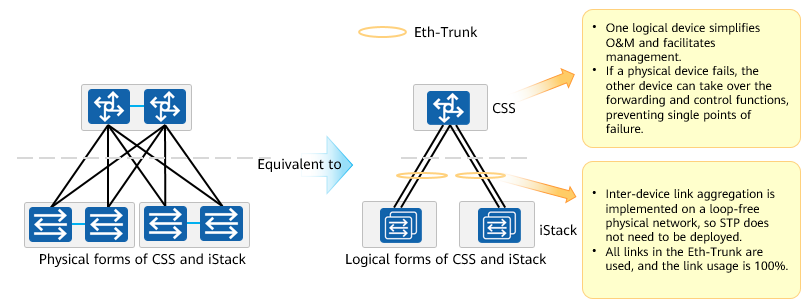 Eth-Trunk
• One logical device simplifies
O&M and facilitates
management.
• If a physical device fails, the
other device can take over the
forwarding and control functions,
preventing single points of
failure.
CSS
Equivalent to
• Inter-device link aggregation is
implemented on a loop-free
physical network, so STP does
not need to be deployed.
• All links in the Eth-Trunk are
used, and the link usage is 100%.
iStack
Physical forms of CSS and iStack
Logical forms of CSS and iStack